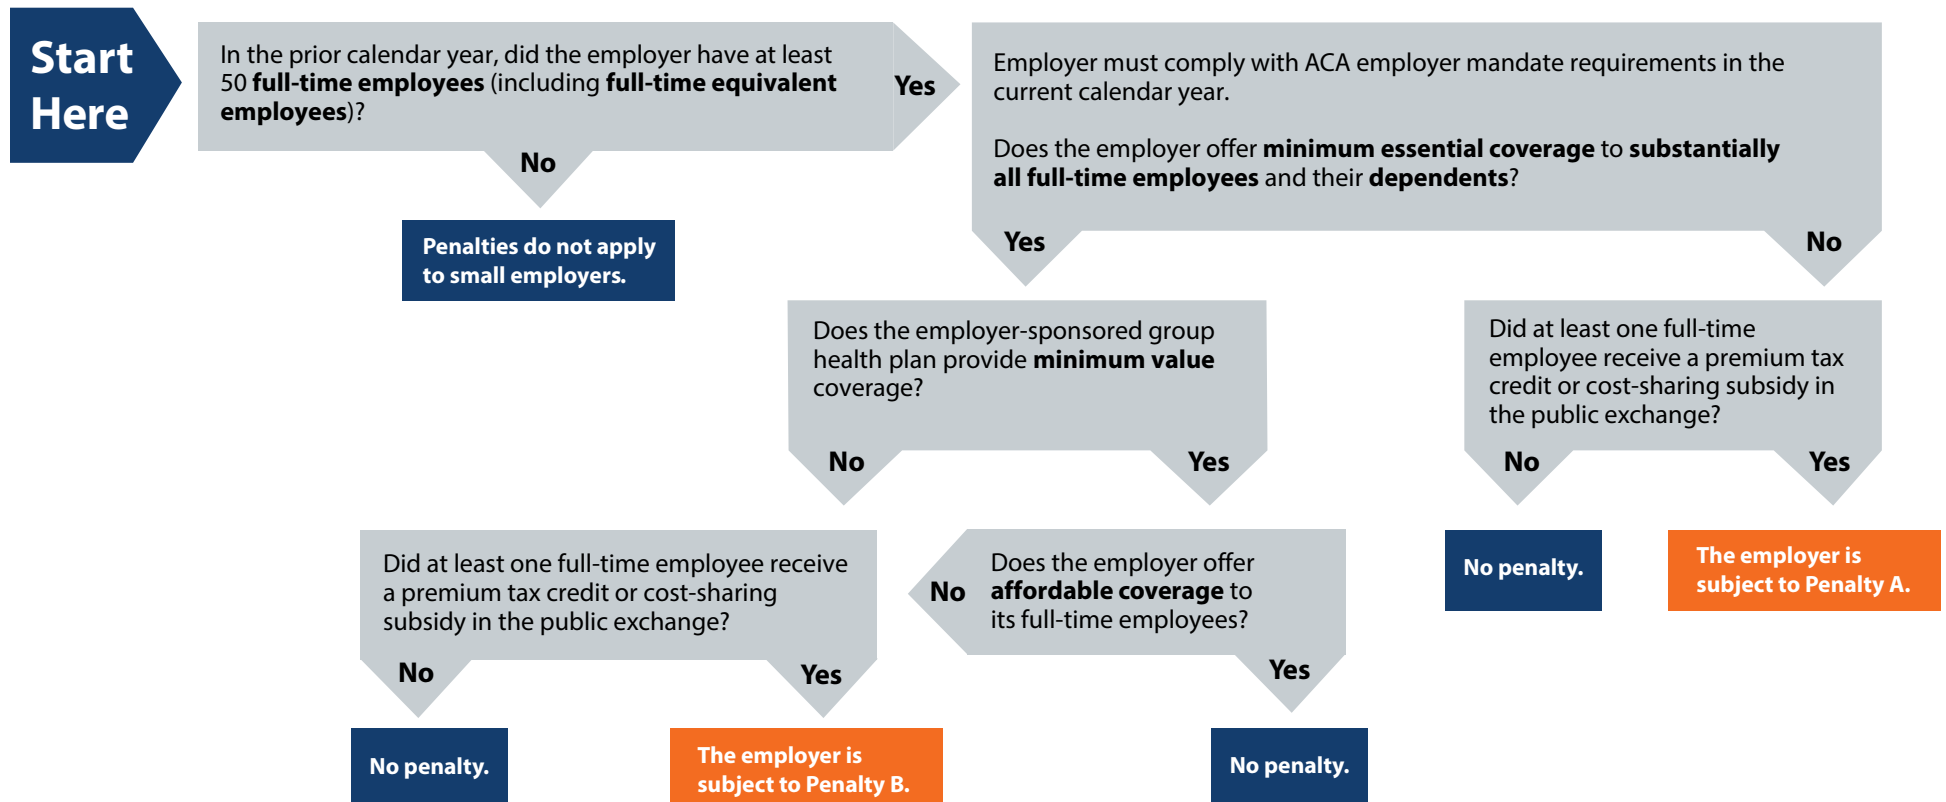 Start
Here
In the prior calendar year, did the employer have at least
50 full-time employees (including full-time equivalent
employees)?
Yes
No
Penalties do not apply
to small employers.
Employer must comply with ACA employer mandate requirements in the
current calendar year.
Does the employer offer minimum essential coverage to substantially
all full-time employees and their dependents?
Yes
No
Does the employer-sponsored group
health plan provide minimum value
coverage?
No
Yes
Did at least one full-time
employee receive a premium tax
credit or cost-sharing subsidy in
the public exchange?
No
Yes
Did at least one full-time employee receive
a premium tax credit or cost-sharing
subsidy in the public exchange?
No
Yes
No
Does the employer offer
affordable coverage to
its full-time employees?
Yes
No penalty.
The employer is
subject to Penalty A.
No penalty.
The employer is
subject to Penalty B.
No penalty.